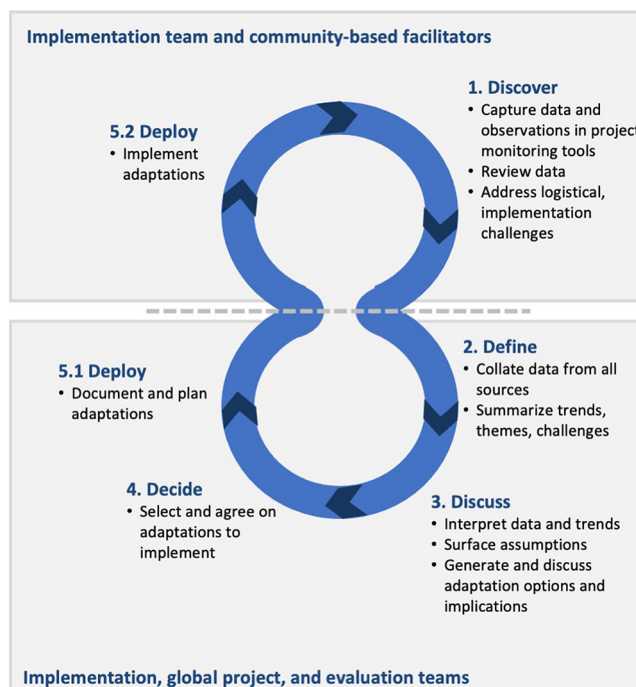 Implementation team and community-based facilitators
1. Discover
• Capture data and
observations in project
monitoring tools
• Review data
• Address logistical,
implementation
challenges
5.2 Deploy
• Implement
adaptations
2. Define
• Collate data from all
sources
• Summarize trends,
themes, challenges
3. Discuss
• Interpret data and trends
• Surface assumptions
• Generate and discuss
adaptation options and
implications
4. Decide
• Select and agree on
adaptations to
implement
5.1 Deploy
• Document and plan
adaptations
Implementation, global project, and evaluation teams